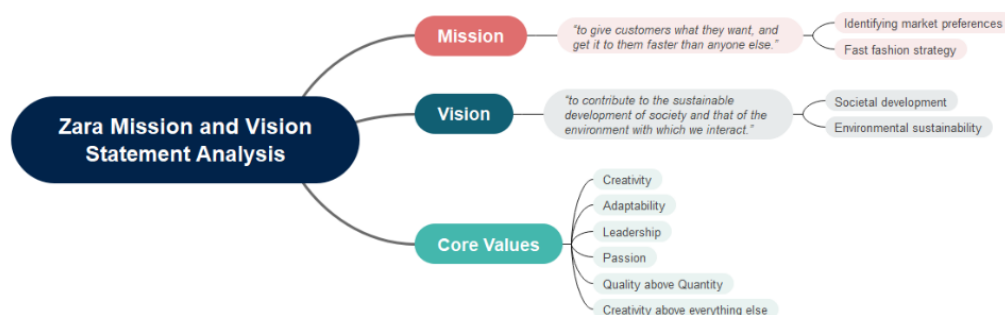 Zara Mission and Vision
Statement Analysis
Mission
“to give customers what they want, and
get it to them faster than anyone else.”
Identifying market preferences
Fast fashion strategy
Vision
“to contribute to the sustainable
development of society and that of the
environment with which we interact.”
Societal development
Environmental sustainability
Core Values
Creativity
Adaptability
Leadership
Passion
Quality above Quantity
Creativity above everything else